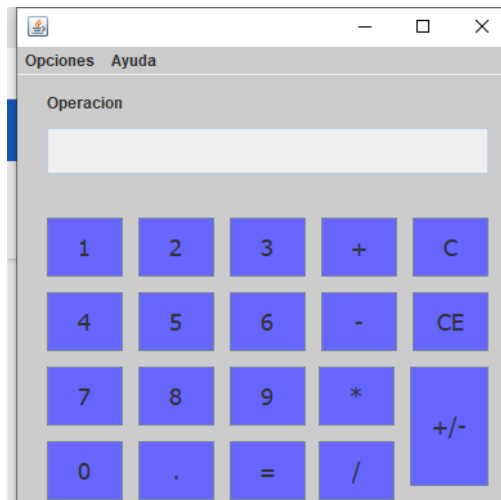 Opciones Ayuda
Operacion
1 2 3 + C
4 5 6 - CE
7 8 9 *
+/-
0 . = /